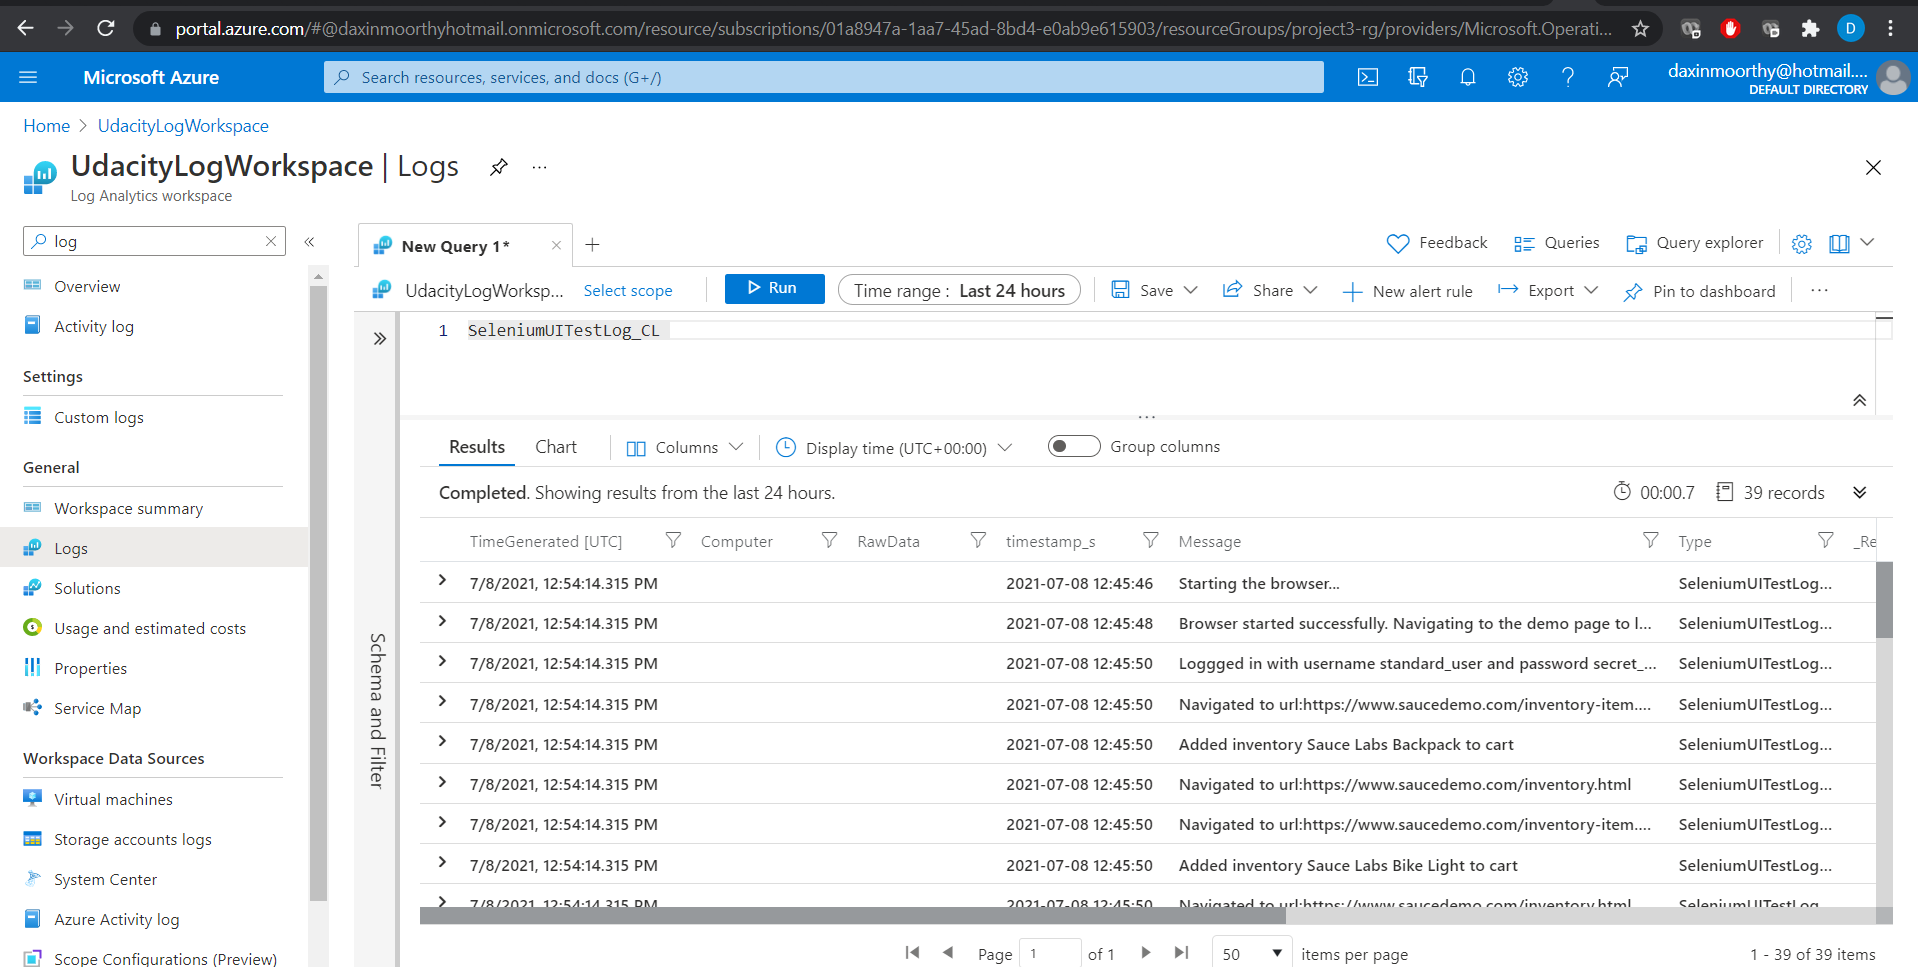 portal.azure.com/#@daxinmoorthyhotmail.onmicrosoft.com/resource/subscriptions/01a8947a-1aa7-45ad-8bd4-e0ab9e615903/resourceGroups/project3-rg/providers/Microsoft.Operati...
D
Microsoft Azure
Search resources, services, and docs (G+/)
daxinmoorthy@hotmail....
DEFAULT DIRECTORY
Home > UdacityLogWorkspace
UdacityLogWorkspace | Logs
...
Log Analytics workspace
log
New Query 1*
Feedback
Queries
Query explorer
UdacityLogWorksp...
Select scope
Run
Time range : Last 24 hours
Save
Share
New alert rule
Export
Pin to dashboard
...
1 SeleniumUITestLog_CL
Overview
Activity log
Settings
Custom logs
General
Workspace summary
Logs
Solutions
Usage and estimated costs
Properties
Service Map
Workspace Data Sources
Virtual machines
Storage accounts logs
System Center
Azure Activity log
Scope Configurations (Preview)
Schema and Filter
Results
Chart
Columns
Display time (UTC+00:00)
Group columns
Completed. Showing results from the last 24 hours.
00:00.7
39 records
TimeGenerated [UTC] Computer RawData timestamp_s Message Type _Re
7/8/2021, 12:54:14.315 PM 2021-07-08 12:45:46 Starting the browser... SeleniumUITestLog...
7/8/2021, 12:54:14.315 PM 2021-07-08 12:45:48 Browser started successfully. Navigating to the demo page to l... SeleniumUITestLog...
7/8/2021, 12:54:14.315 PM 2021-07-08 12:45:50 Loggged in with username standard_user and password secret_... SeleniumUITestLog...
7/8/2021, 12:54:14.315 PM 2021-07-08 12:45:50 Navigated to url:https://www.saucedemo.com/inventory-item.... SeleniumUITestLog...
7/8/2021, 12:54:14.315 PM 2021-07-08 12:45:50 Added inventory Sauce Labs Backpack to cart SeleniumUITestLog...
7/8/2021, 12:54:14.315 PM 2021-07-08 12:45:50 Navigated to url:https://www.saucedemo.com/inventory.html SeleniumUITestLog...
7/8/2021, 12:54:14.315 PM 2021-07-08 12:45:50 Navigated to url:https://www.saucedemo.com/inventory-item.... SeleniumUITestLog...
7/8/2021, 12:54:14.315 PM 2021-07-08 12:45:50 Added inventory Sauce Labs Bike Light to cart SeleniumUITestLog...
7/8/2021, 12:54:14.315 PM 2021-07-08 12:45:50 Navigated to url:https://www.saucedemo.com/inventory.html SeleniumUITestLog...
Page 1 of 1
50 items per page
1 - 39 of 39 items